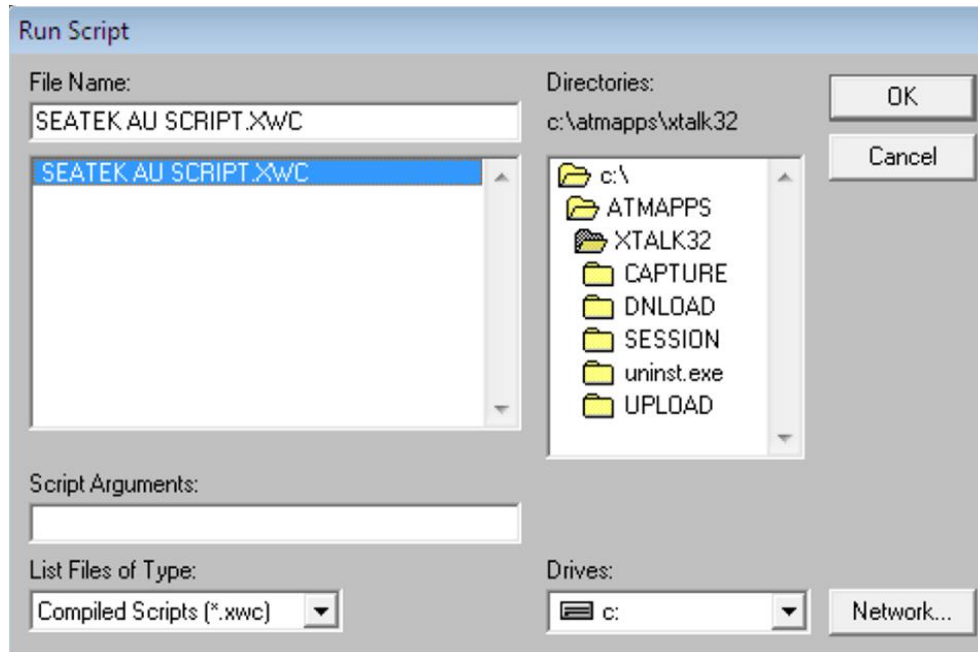 Run Script
File Name:
SEATEK AU SCRIPT.XWC
SEATEK AU SCRIPT.XWC
Script Arguments:
List Files of Type:
Compiled Scripts (*.xwc)
Directories:
c:\atmapps\xtalk32
c:\
ATMAPPS
XTALK32
CAPTURE
DNLOAD
SESSION
uninst.exe
UPLOAD
Drives:
c:
OK
Cancel
Network...